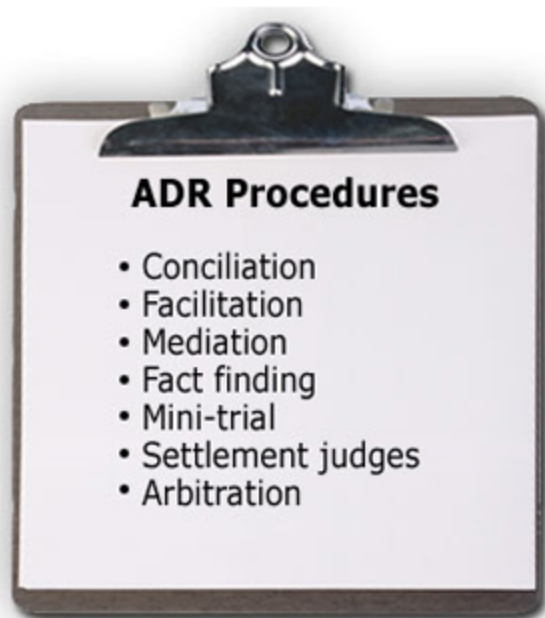 ADR Procedures
• Conciliation
• Facilitation
• Mediation
• Fact finding
• Mini-trial
• Settlement judges
• Arbitration